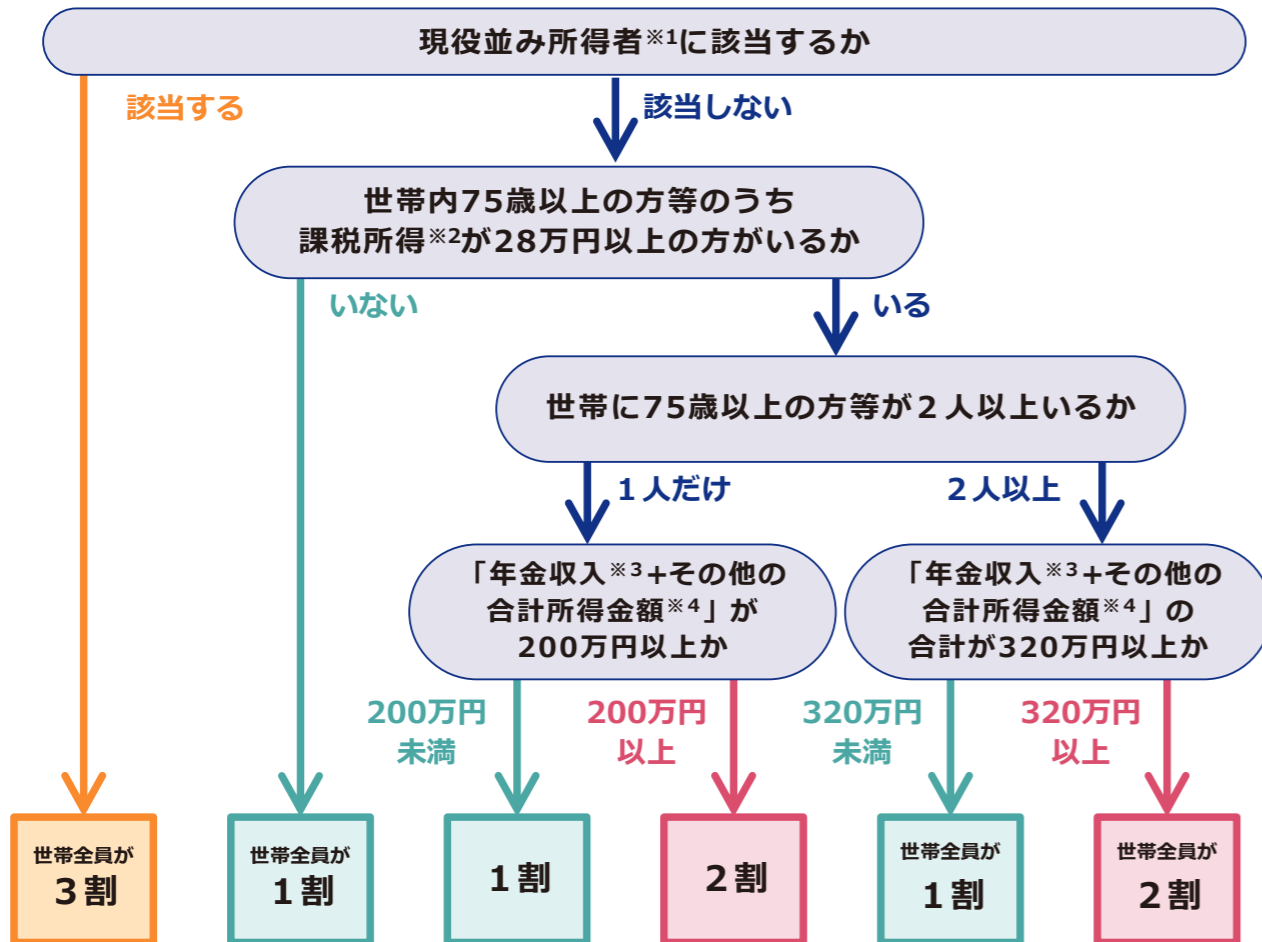 現役並み所得者※1に該当するか
該当する
該当しない
世帯内75歳以上の方等のうち
課税所得※2が28万円以上の方がいるか
いない
いる
世帯に75歳以上の方等が２人以上いるか
１人だけ
２人以上
「年金収入※3+その他の
合計所得金額※4」が
200万円以上か
「年金収入※3+その他の
合計所得金額※4」の
合計が320万円以上か
200万円
未満
200万円
以上
320万円
未満
320万円
以上
世帯全員が
３割
世帯全員が
１割
１割
２割
世帯全員が
１割
世帯全員が
２割